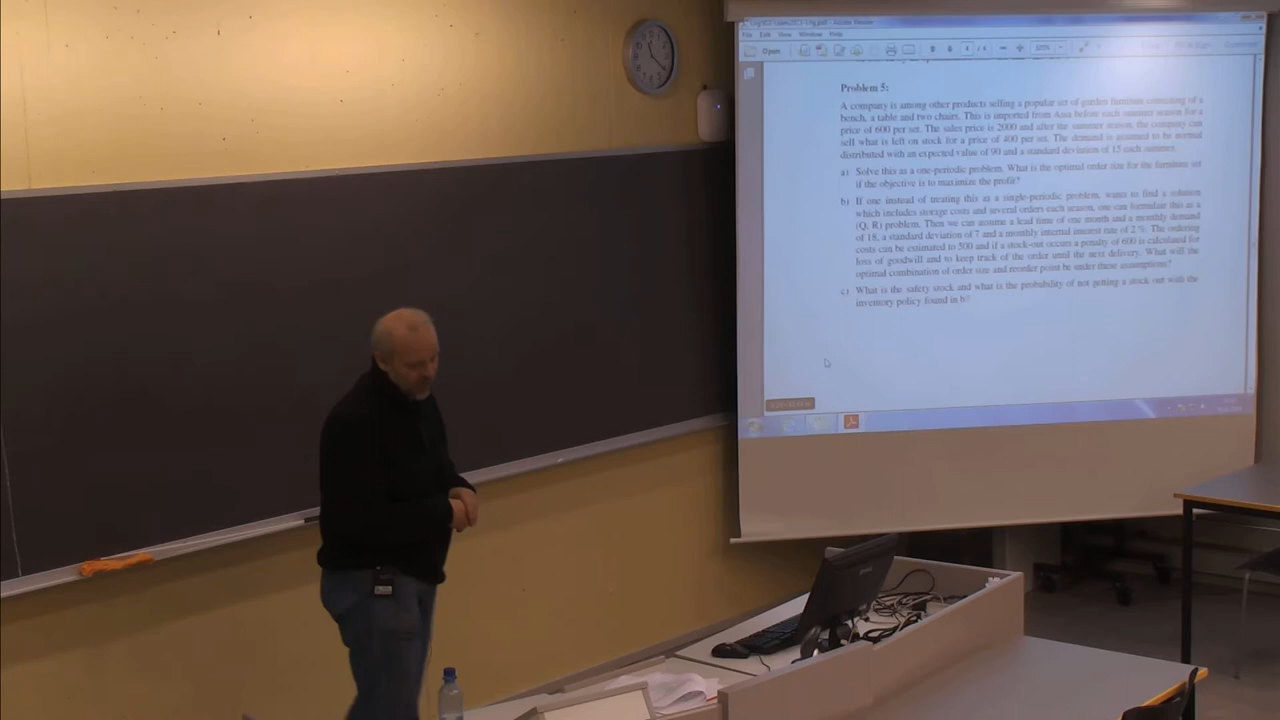 File Edit View Window Help
Open
Problem 5:
A company is among other products selling a popular set of garden furniture consisting of a
bench, a table and two chairs. This is imported from Asia before each summer season for a
price of 600 per set. The sales price is 2000 and after the summer season, the company can
sell what is left on stock for a price of 400 per set. The demand is assumed to be normal
distributed with an expected value of 90 and a standard deviation of 15 each summer.
a) Solve this as a one-periodic problem. What is the optimal order size for the furniture set
if the objective is to maximize the profit?
b) If one instead of treating this as a single-periodic problem, wants to find a solution
which includes storage costs and several orders each season, one can formulate this as a
(Q, R) problem. Then we can assume a lead time of one month and a monthly demand
of 18, a standard deviation of 7 and a monthly internal interest rate of 2 %. The ordering
costs can be estimated to 500 and if a stock-out occurs a penalty of 600 is calculated for
loss of goodwill and to keep track of the order until the next delivery. What will the
optimal combination of order size and reorder point be under these assumptions?
c) What is the safety stock and what is the probability of not getting a stock out with the
inventory policy found in b?